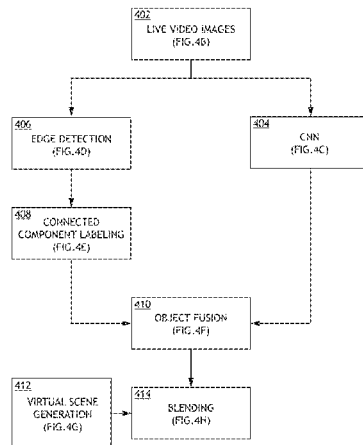 402
LIVE VIDEO IMAGES
(FIG.4B)
406
EDGE DETECTION
(FIG.4D)
404
CNN
(FIG.4C)
408
CONNECTED
COMPONENT LABELING
(FIG.4E)
410
OBJECT FUSION
(FIG.4F)
412
VIRTUAL SCENE
GENERATION
(FIG.4G)
414
BLENDING
(FIG.4H)